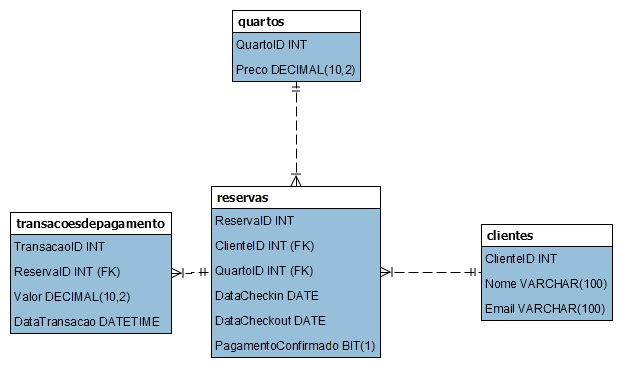 quartos
QuartoID INT
Preco DECIMAL(10,2)
reservas
ReservaID INT
ClienteID INT (FK)
QuartoID INT (FK)
DataCheckin DATE
DataCheckout DATE
PagamentoConfirmado BIT(1)
transacoesdepagamento
TransacaoID INT
ReservaID INT (FK)
Valor DECIMAL(10,2)
DataTransacao DATETIME
clientes
ClienteID INT
Nome VARCHAR(100)
Email VARCHAR(100)